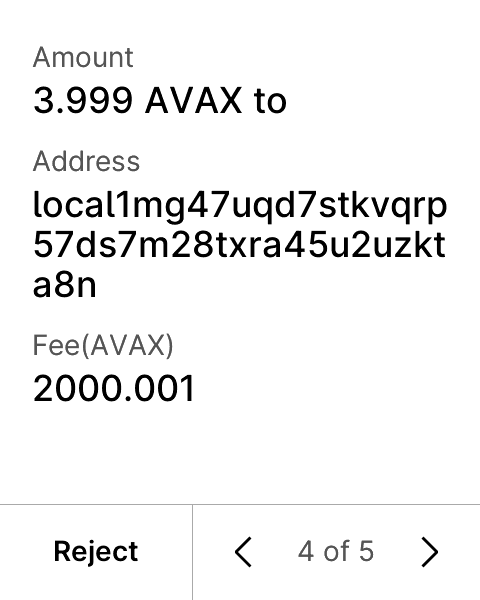 Amount
3.999 AVAX to
Address
local1mg47uqd7stkvqrp
57ds7m28txra45u2uzkt
a8n
Fee(AVAX)
2000.001
Reject
4 of 5